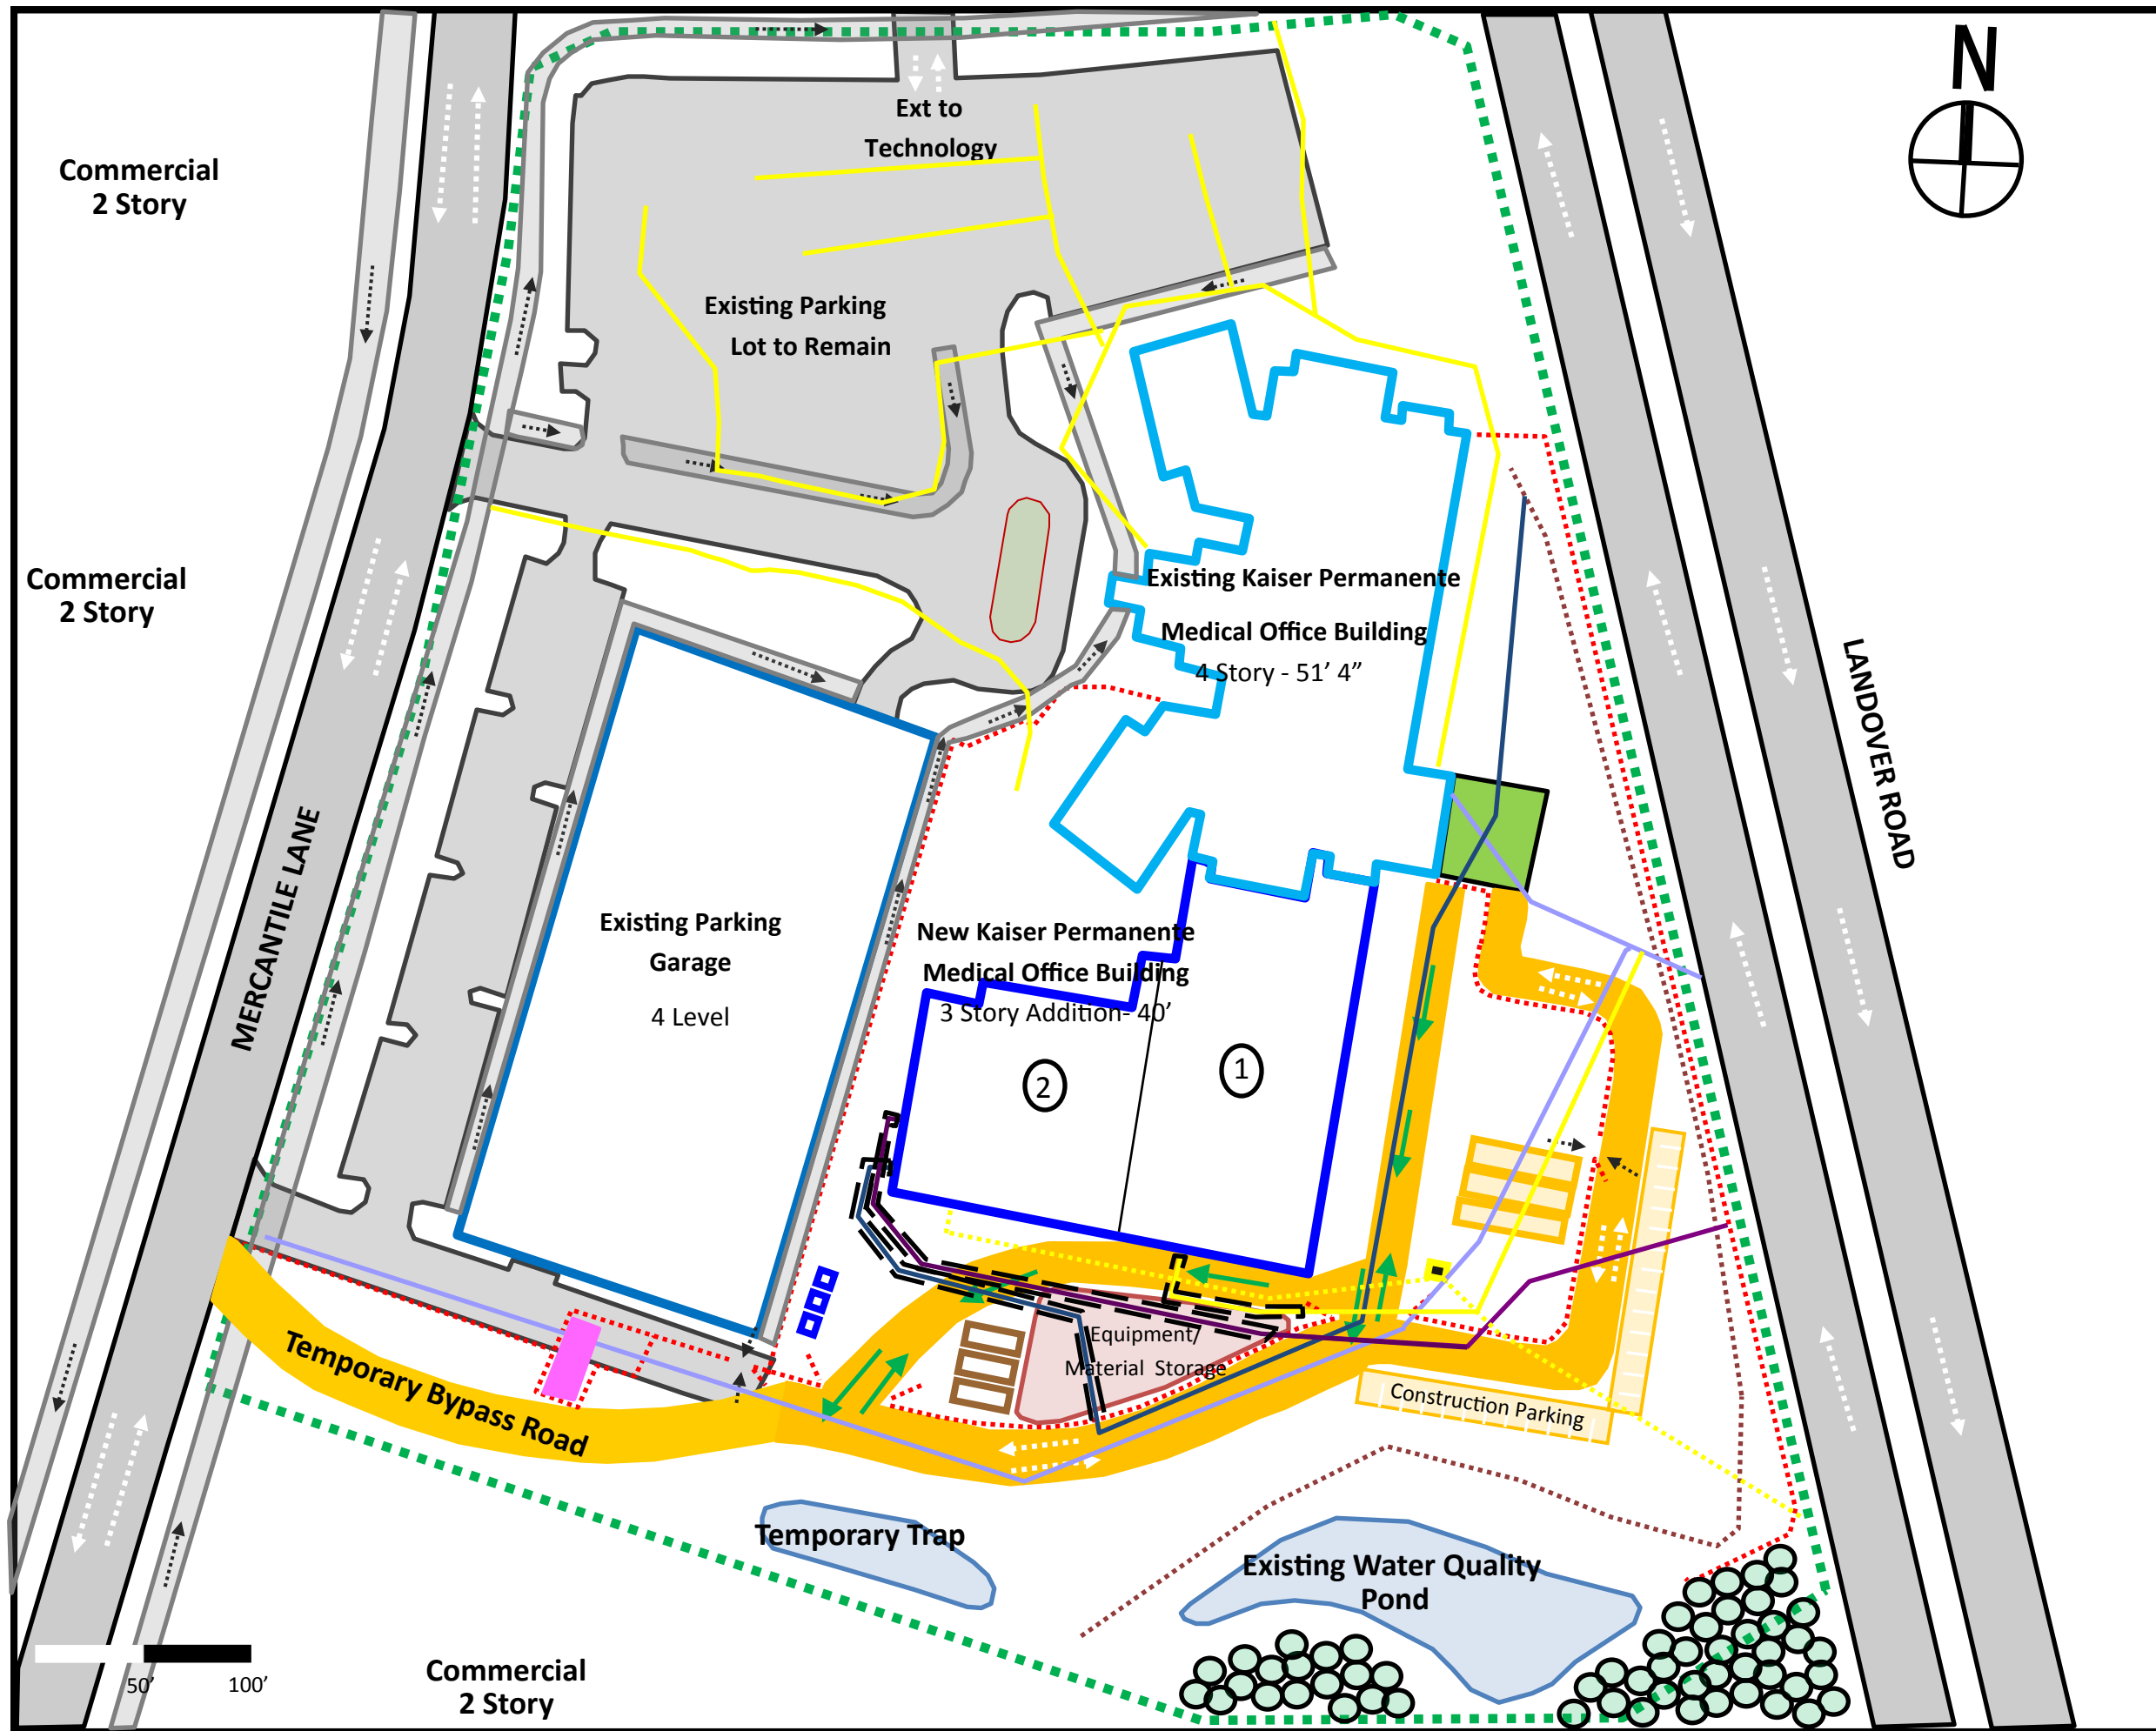 N
Ext to
Technology
Commercial
2 Story
Existing Parking
Lot to Remain
Commercial
2 Story
Existing Kaiser Permanente
Medical Office Building
4 Story - 51’ 4”
LANDOVER ROAD
MERCANTILE LANE
Existing Parking
Garage
4 Level
New Kaiser Permanente
Medical Office Building
3 Story Addition- 40’
2
1
Equipment/
Material Storage
Temporary Bypass Road
Construction Parking
Temporary Trap
Existing Water Quality
Pond
Commercial
2 Story
50’
100’